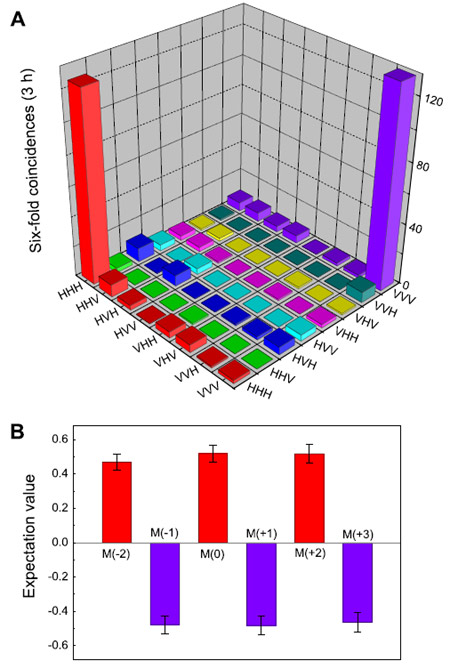 A
Six-fold coincidences (3 h)
120
80
40
0
HHH
HHV
HVH
HVV
VHH
VHV
VVH
VVV
HHH
HHV
HVH
HVV
VHH
VHV
VVH
VVV
B
Expectation value
0.6
0.4
0.2
0.0
-0.2
-0.4
-0.6
M(-1) M(+1) M(+3)
M(-2) M(0) M(+2)